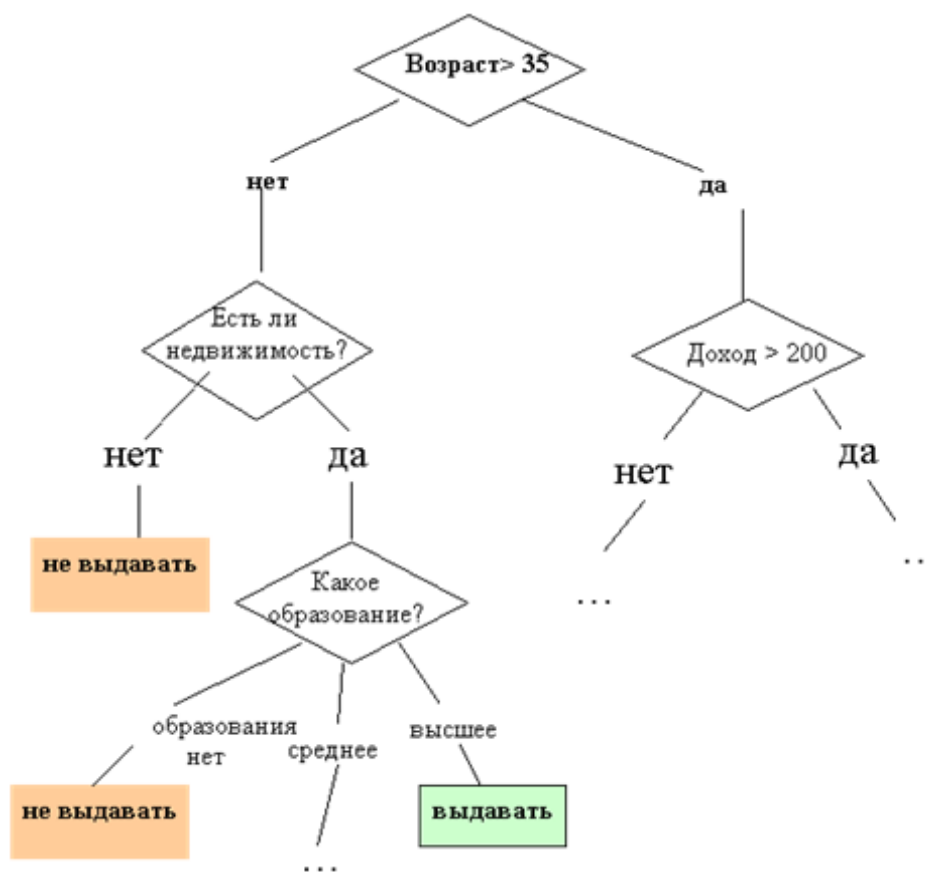 Возраст> 35
нет
да
Есть ли
недвижимость?
Доход > 200
нет
да
нет
да
не выдавать
Какое
образование?
...
..
образования
нет
среднее
высшее
не выдавать
выдавать
...